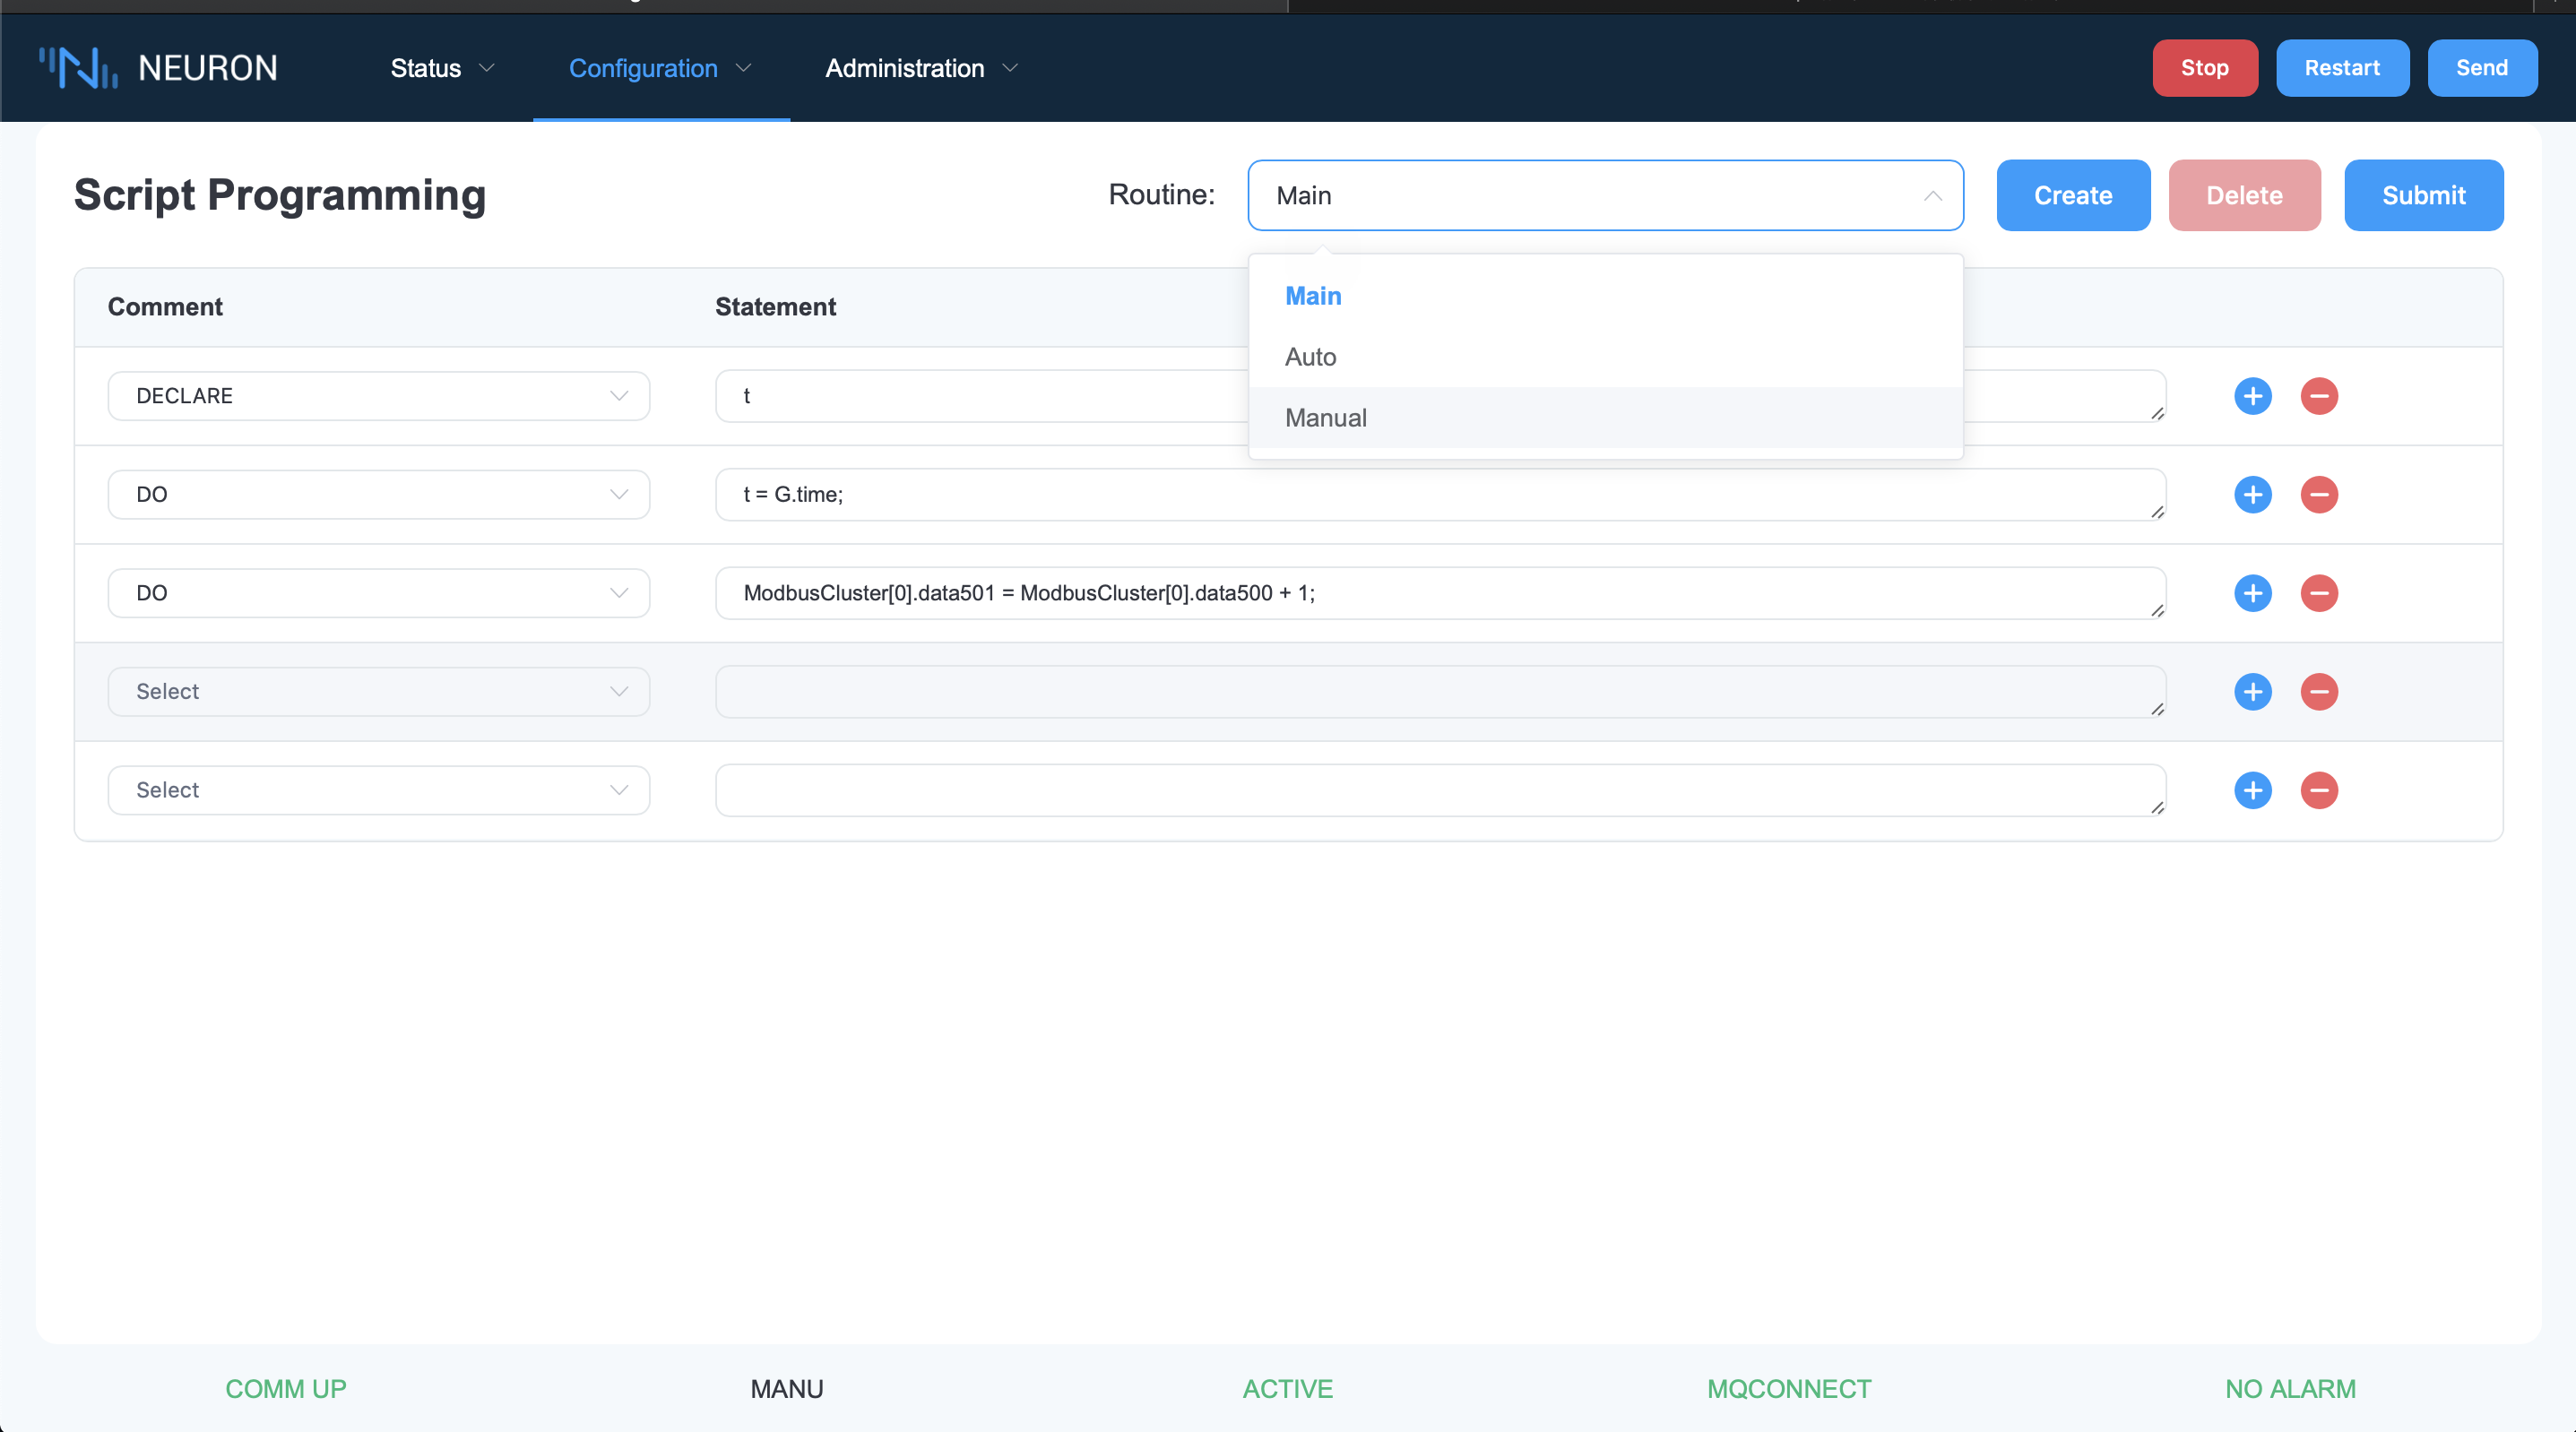 NEURON
Status
Configuration
Administration
Stop
Restart
Send
Script Programming
Routine:
Main
Create
Delete
Submit
Main
Auto
Manual
Comment
Statement
DECLARE
t
DO
t = G.time;
DO
ModbusCluster[0].data501 = ModbusCluster[0].data500 + 1;
Select
Select
COMM UP
MANU
ACTIVE
MQCONNECT
NO ALARM